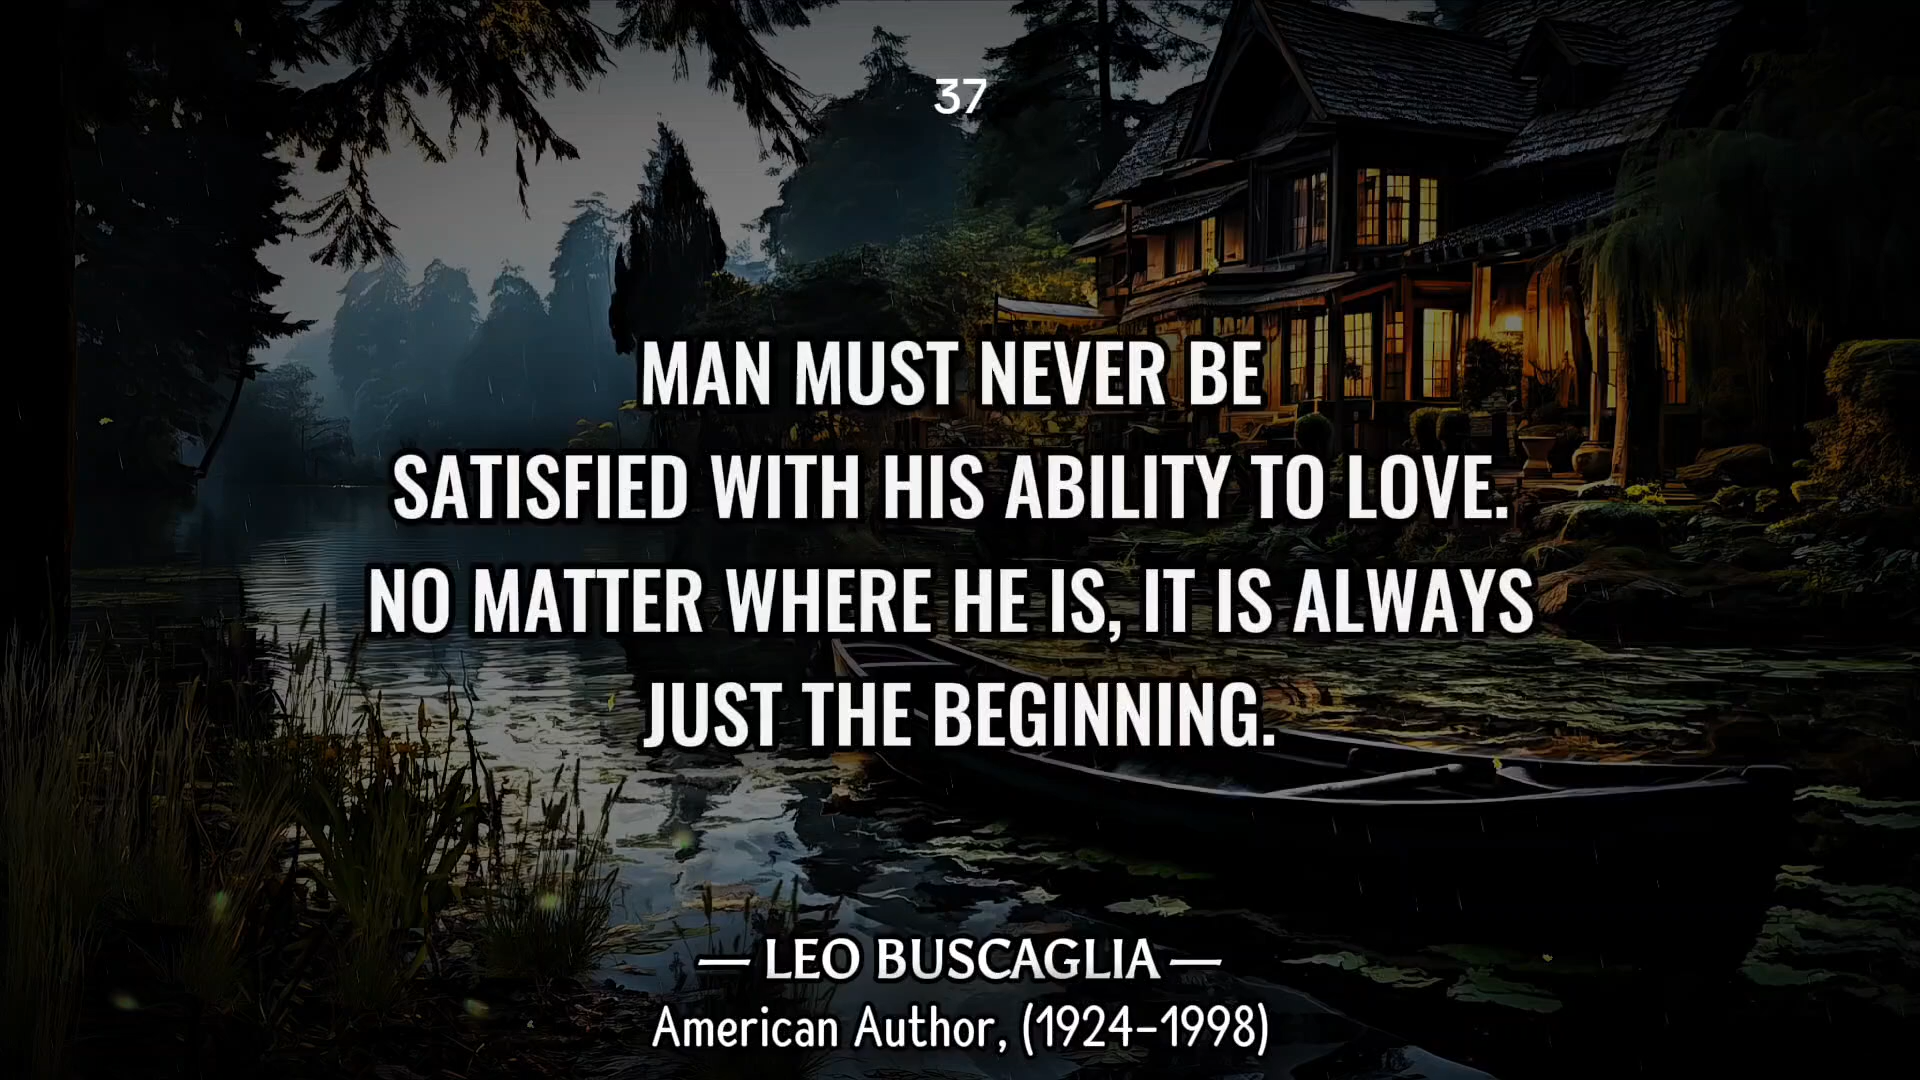 37
MAN MUST NEVER BE
SATISFIED WITH HIS ABILITY TO LOVE.
NO MATTER WHERE HE IS, IT IS ALWAYS
JUST THE BEGINNING.
— LEO BUSCAGLIA —
American Author, (1924–1998)